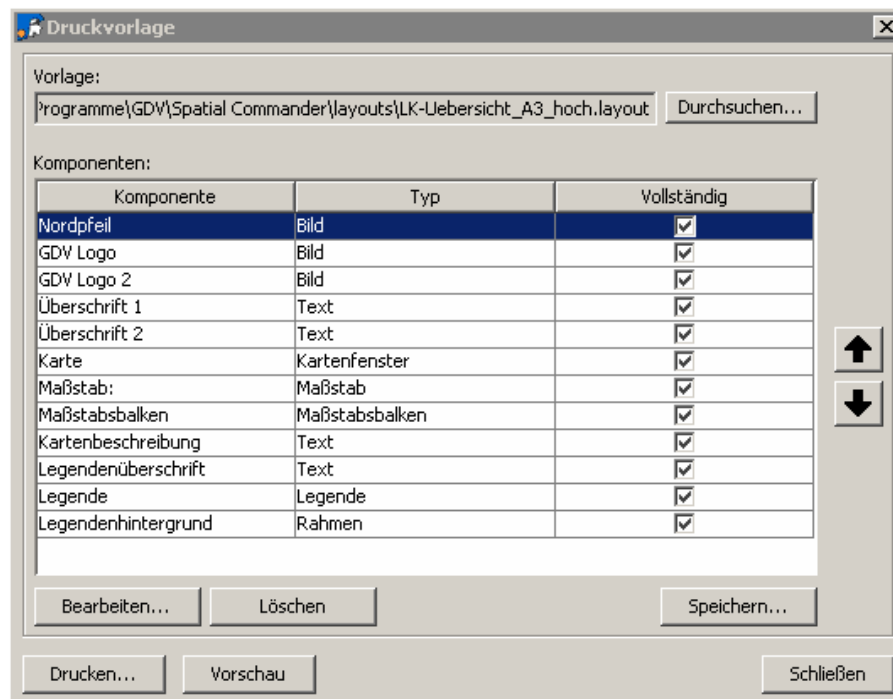 Druckvorlage
Vorlage:
Programme\GDV\Spatial Commander\layouts\LK-Uebersicht_A3_hoch.layout Durchsuchen...
Komponenten:
Komponente Typ Vollständig
Nordpfeil Bild
GDV Logo Bild
GDV Logo 2 Bild
Überschrift 1 Text
Überschrift 2 Text
Karte Kartenfenster
Maßstab: Maßstab
Maßstabsbalken Maßstabsbalken
Kartenbeschreibung Text
Legendenüberschrift Text
Legende Legende
Legendenhintergrund Rahmen
Bearbeiten... Löschen Speichern...
Drucken... Vorschau Schließen